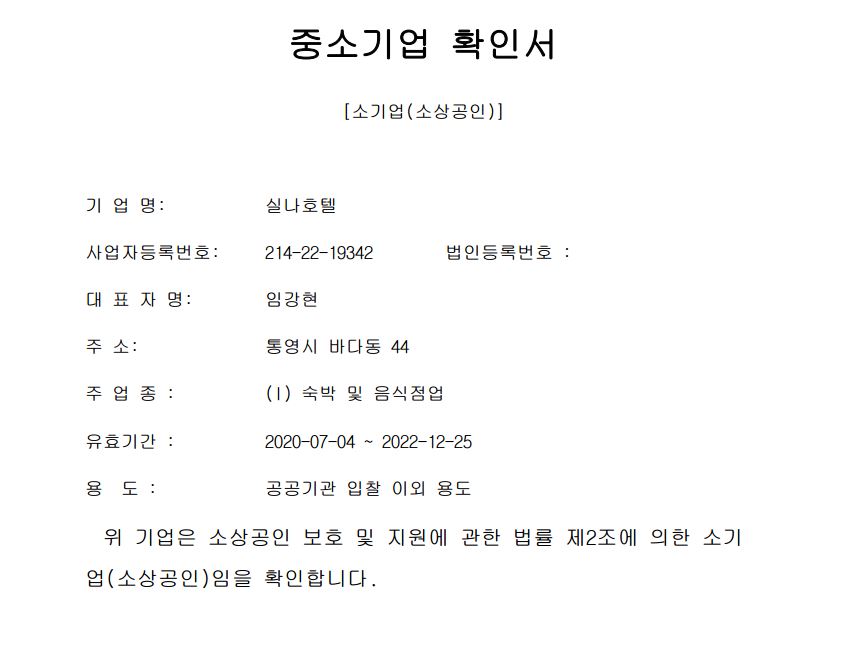 중소기업 확인서
[소기업(소상공인)]
기 업 명: 실나호텔
사업자등록번호: 214-22-19342 법인등록번호 :
대 표 자 명: 임강현
주 소: 통영시 바다동 44
주 업 종 : (I) 숙박 및 음식점업
유효기간 : 2020-07-04 ~ 2022-12-25
용 도 : 공공기관 입찰 이외 용도
위 기업은 소상공인 보호 및 지원에 관한 법률 제2조에 의한 소기
업(소상공인)임을 확인합니다.